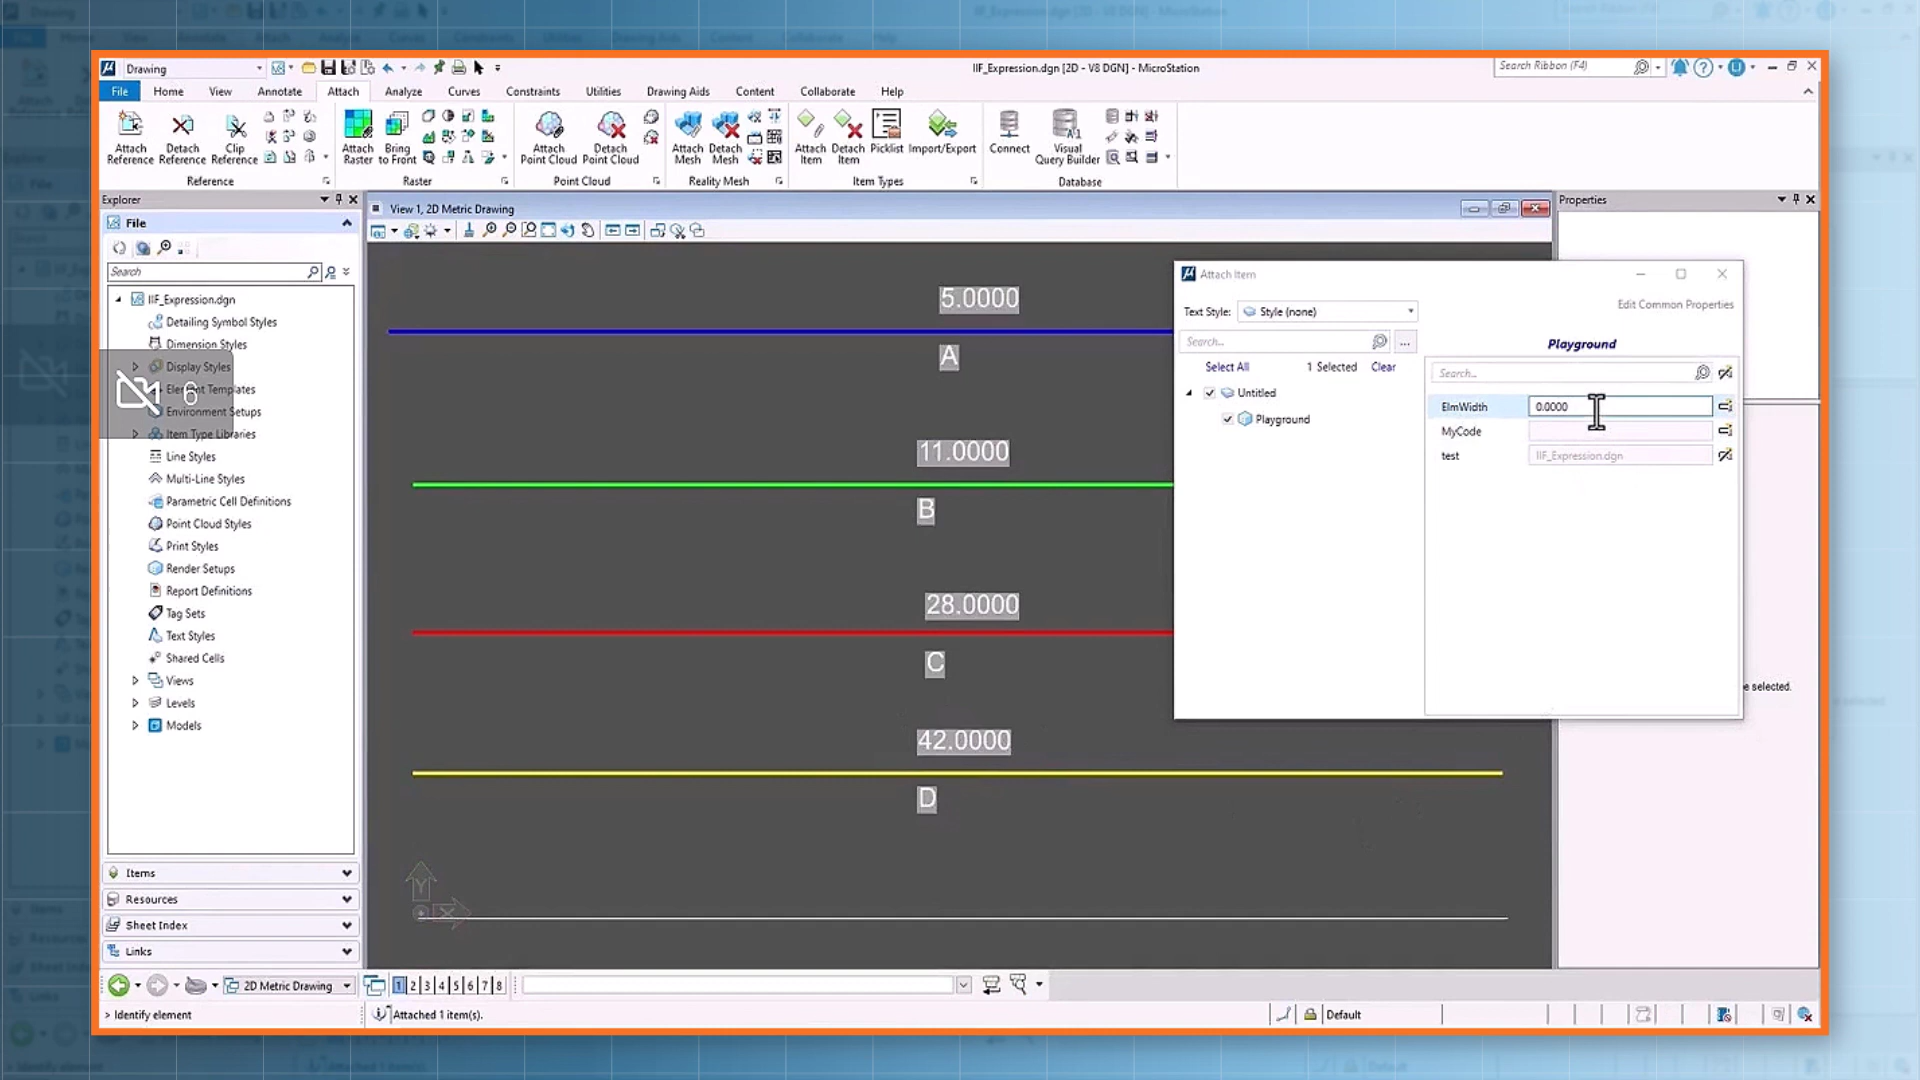 Drawing
IIF_Expression.dgn [2D - V8 DGN] - MicroStation
Search Ribbon (F4)
File Home View Annotate Attach Analyze Curves Constraints Utilities Drawing Aids Content Collaborate Help
Attach Reference
Detach Reference
Clip Reference
Attach Raster
Bring to Front
Attach Point Cloud
Detach Point Cloud
Attach Mesh
Detach Mesh
Attach Item
Detach Item
Picklist
Import/Export
Connect
Visual Query Builder
Reference Raster Point Cloud Reality Mesh Item Types Database
Explorer
File
Search
IIF_Expression.dgn
Detailing Symbol Styles
Dimension Styles
Display Styles
Element Templates
6
Environment Setups
Item Type Libraries
Line Styles
Multi-Line Styles
Parametric Cell Definitions
Point Cloud Styles
Print Styles
Render Setups
Report Definitions
Tag Sets
Text Styles
Shared Cells
Views
Levels
Models
Items
Resources
Sheet Index
Links
View 1, 2D Metric Drawing
5.0000
A
11.0000
B
28.0000
C
42.0000
D
Y
X
Properties
Attach Item
Edit Common Properties
Text Style: Style (none)
Search...
...
Select All 1 Selected Clear
Untitled
Playground
Playground
Search...
ElmWidth 0.0000
MyCode
test IIF_Expression.dgn
e selected.
2D Metric Drawing
1 2 3 4 5 6 7 8
> Identify element
Attached 1 item(s).
Default